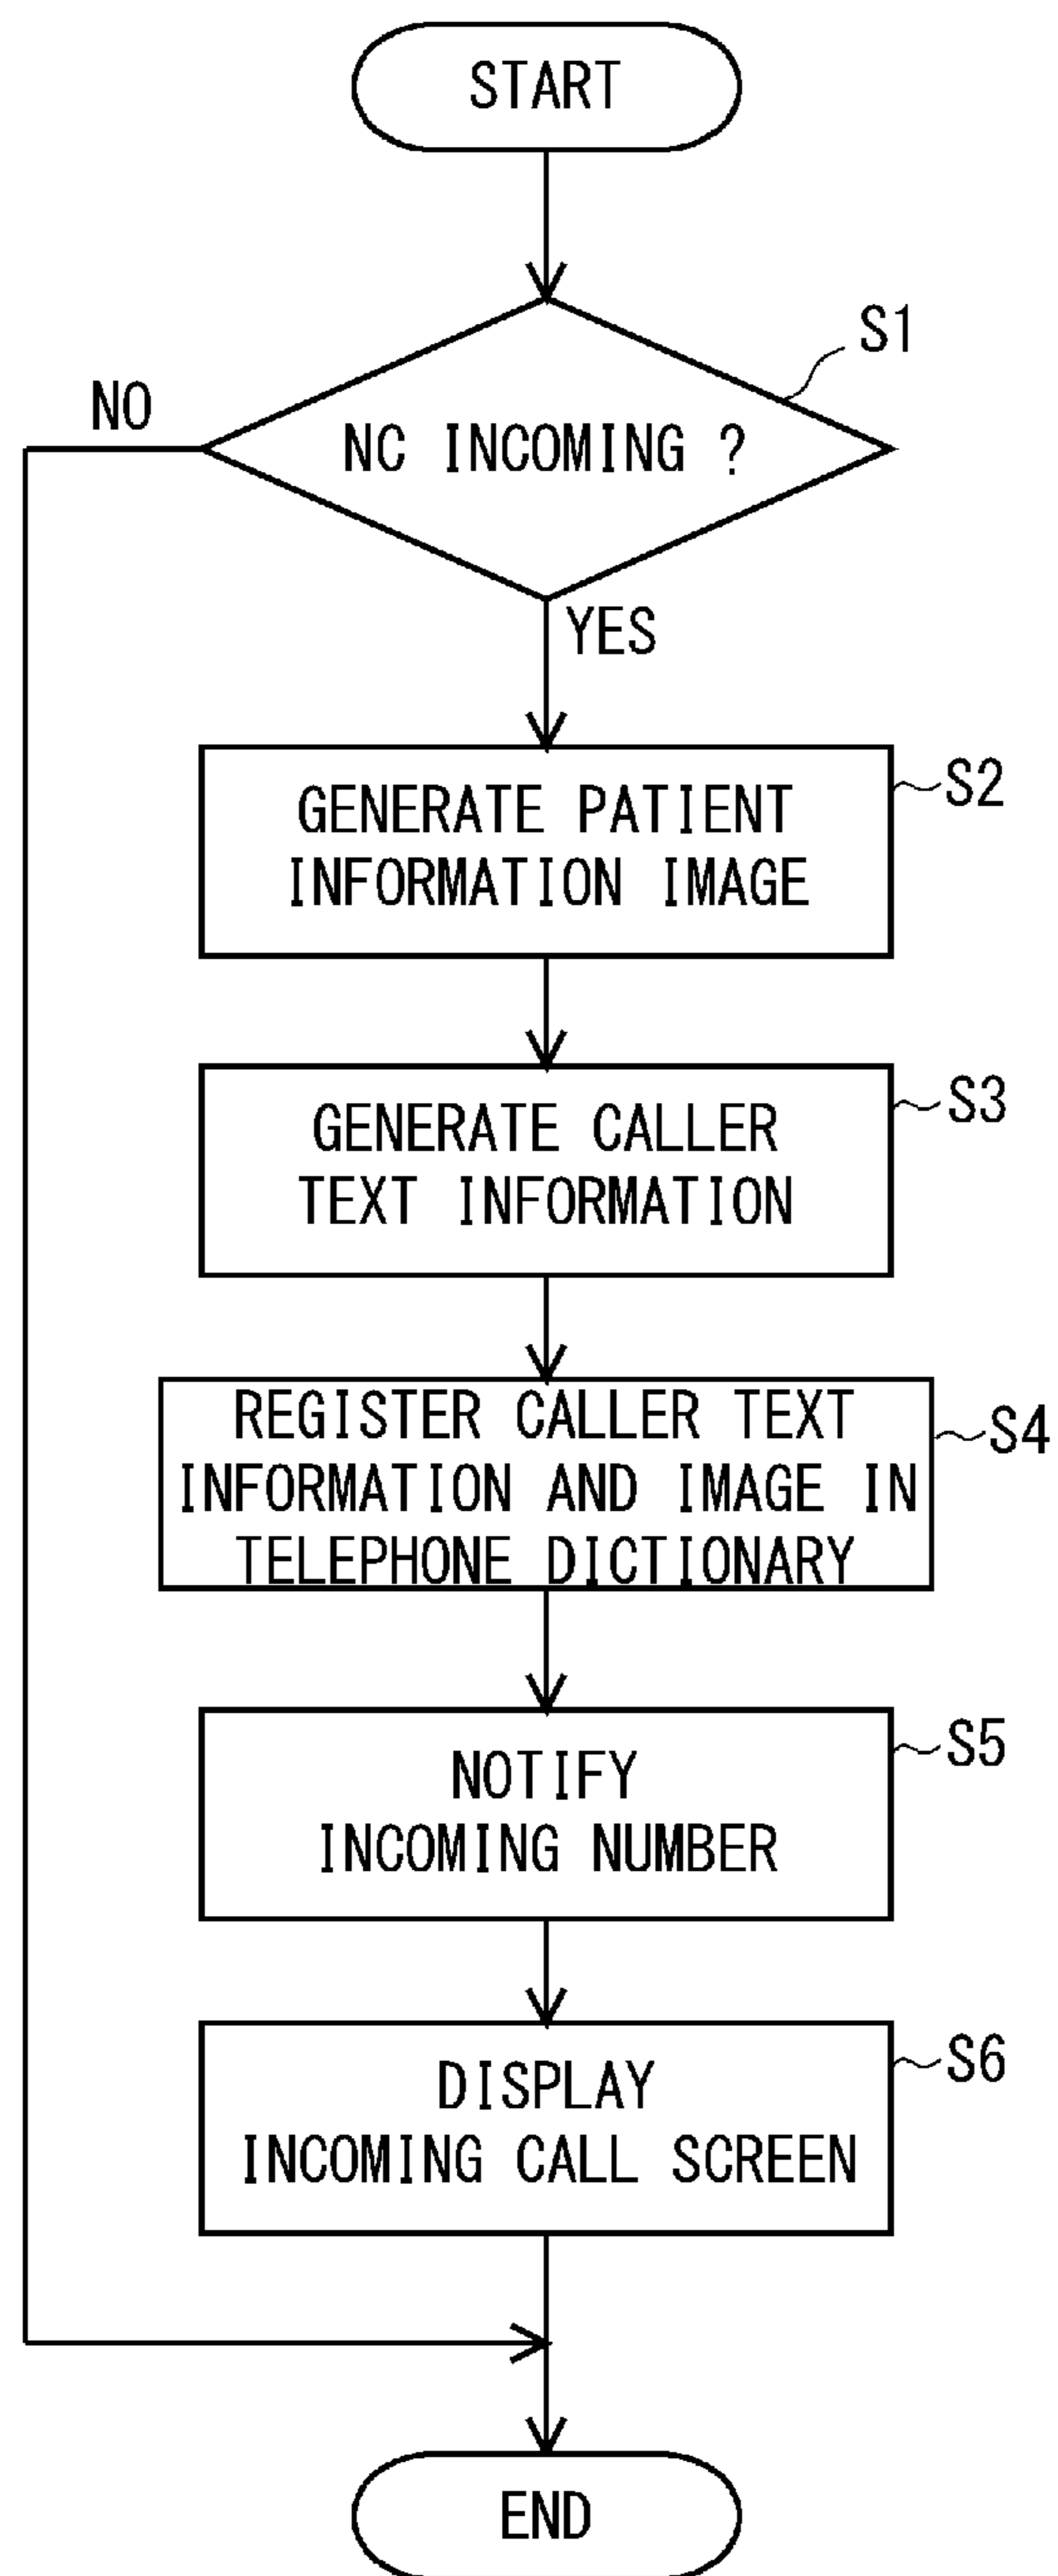 START
S1
NO
NC INCOMING ?
YES
S2
GENERATE PATIENT
INFORMATION IMAGE
S3
GENERATE CALLER
TEXT INFORMATION
REGISTER CALLER TEXT
S4
INFORMATION AND IMAGE IN
TELEPHONE DICTIONARY
S5
NOTIFY
INCOMING NUMBER
S6
DISPLAY
INCOMING CALL SCREEN
END